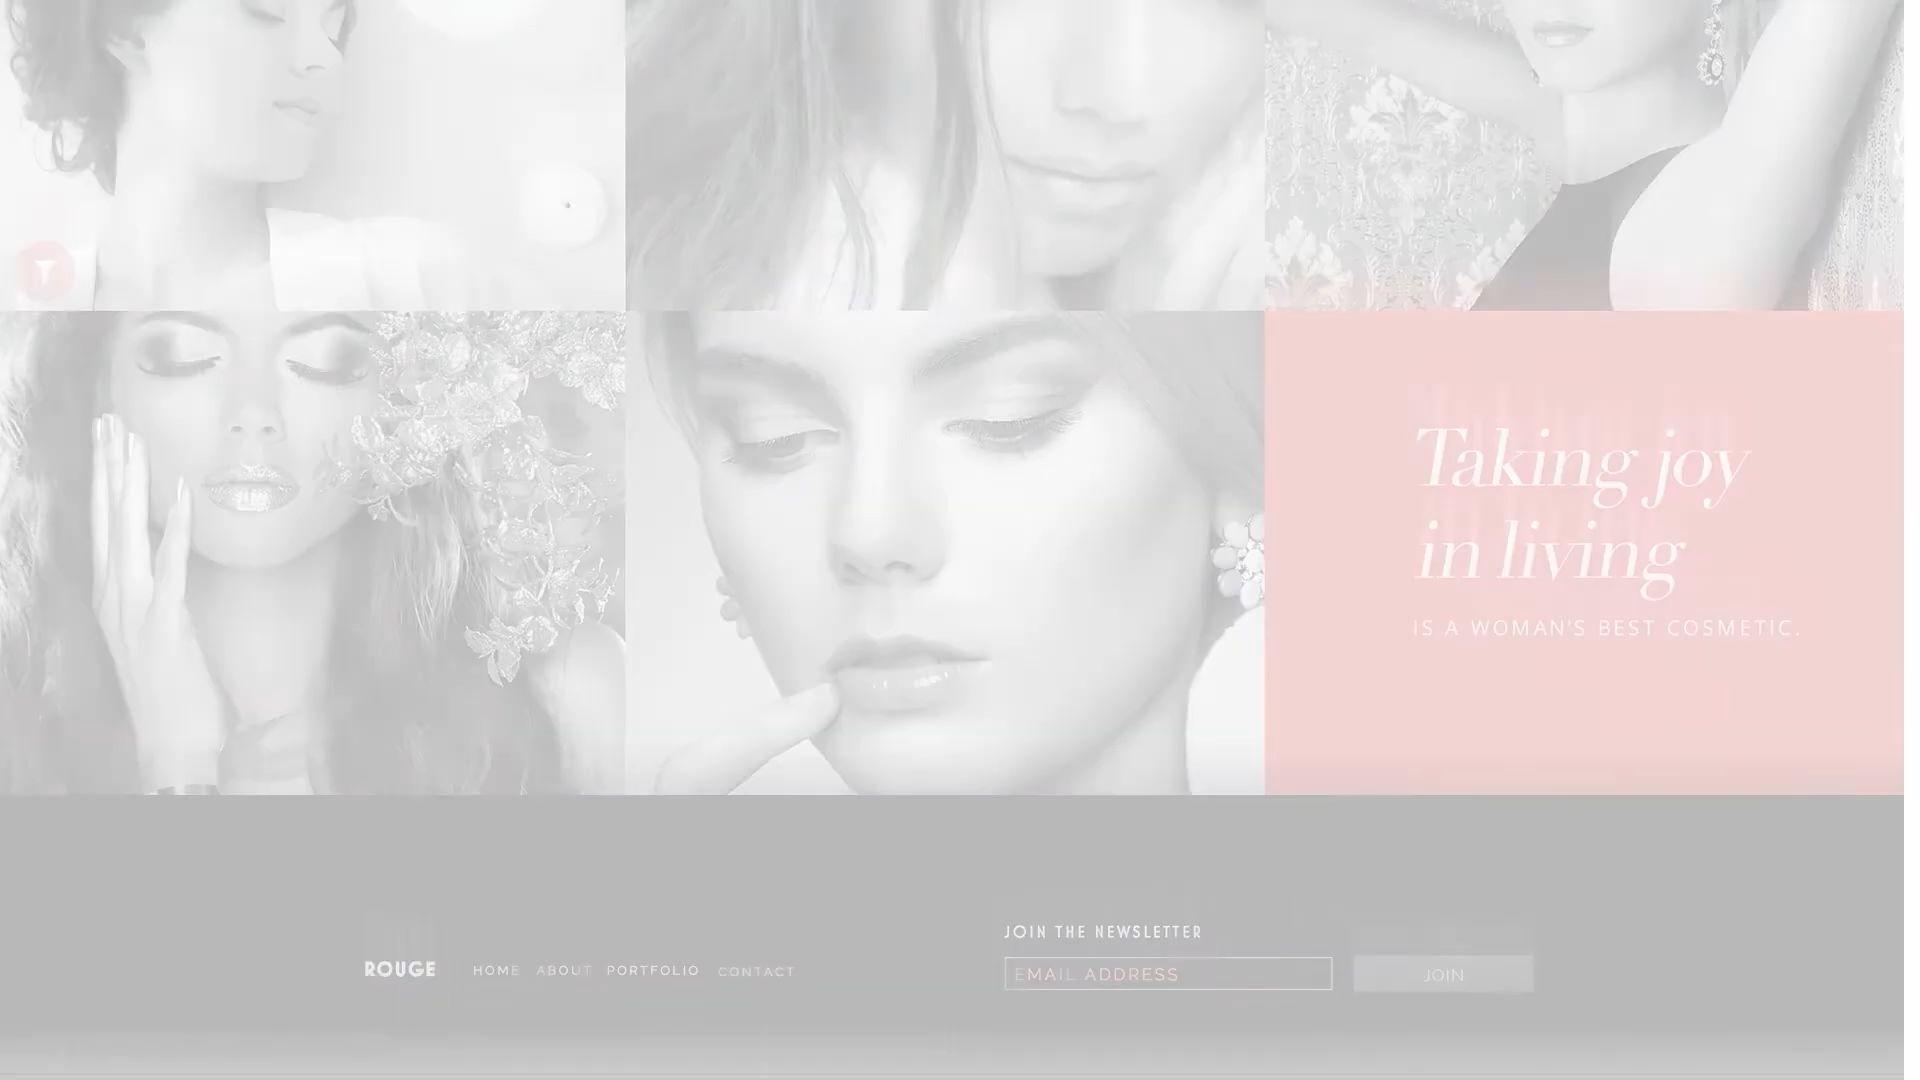 Taking joy
in living
IS A WOMAN'S BEST COSMETIC.
JOIN THE NEWSLETTER
ROUGE HOME ABOUT PORTFOLIO CONTACT
EMAIL ADDRESS JOIN